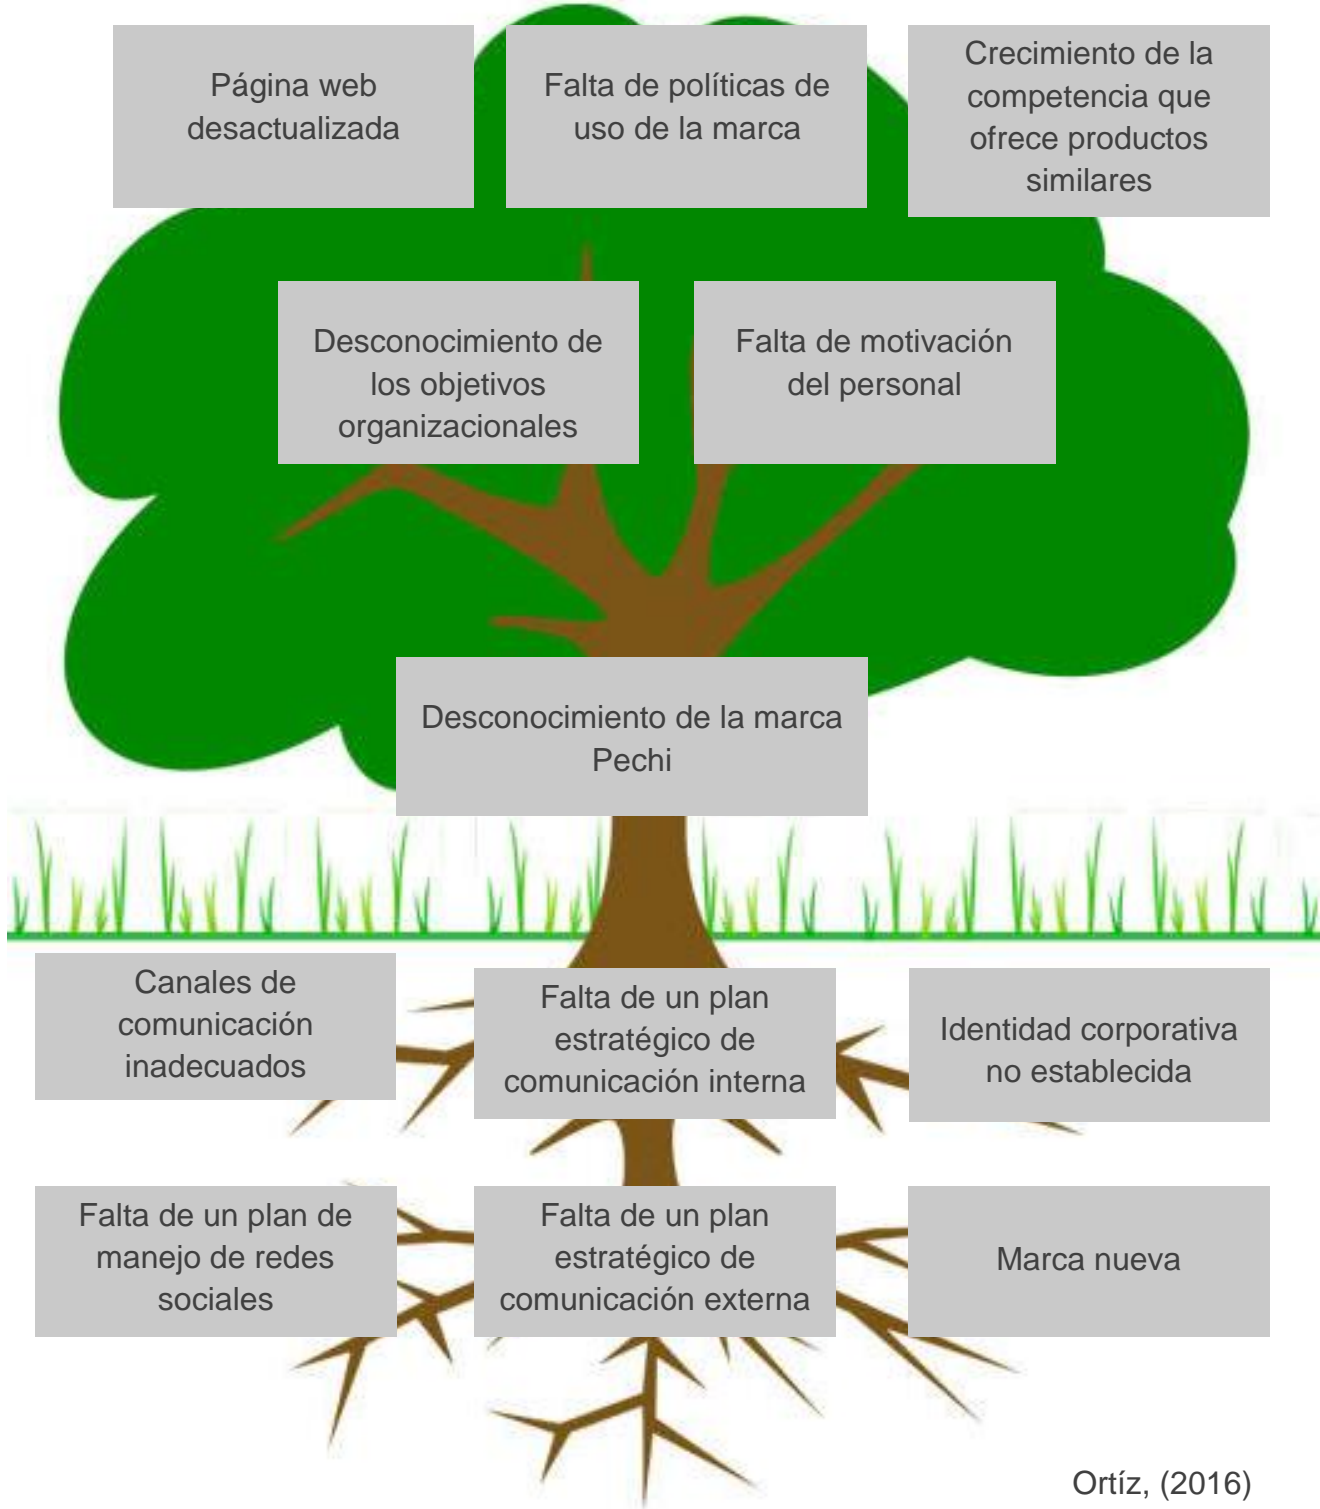 Página web
desactualizada
Falta de políticas de
uso de la marca
Crecimiento de la
competencia que
ofrece productos
similares
Desconocimiento de
los objetivos
organizacionales
Falta de motivación
del personal
Desconocimiento de la marca
Pechi
Canales de
comunicación
inadecuados
Falta de un plan
estratégico de
comunicación interna
Identidad corporativa
no establecida
Falta de un plan de
manejo de redes
sociales
Falta de un plan
estratégico de
comunicación externa
Marca nueva
Ortíz, (2016)